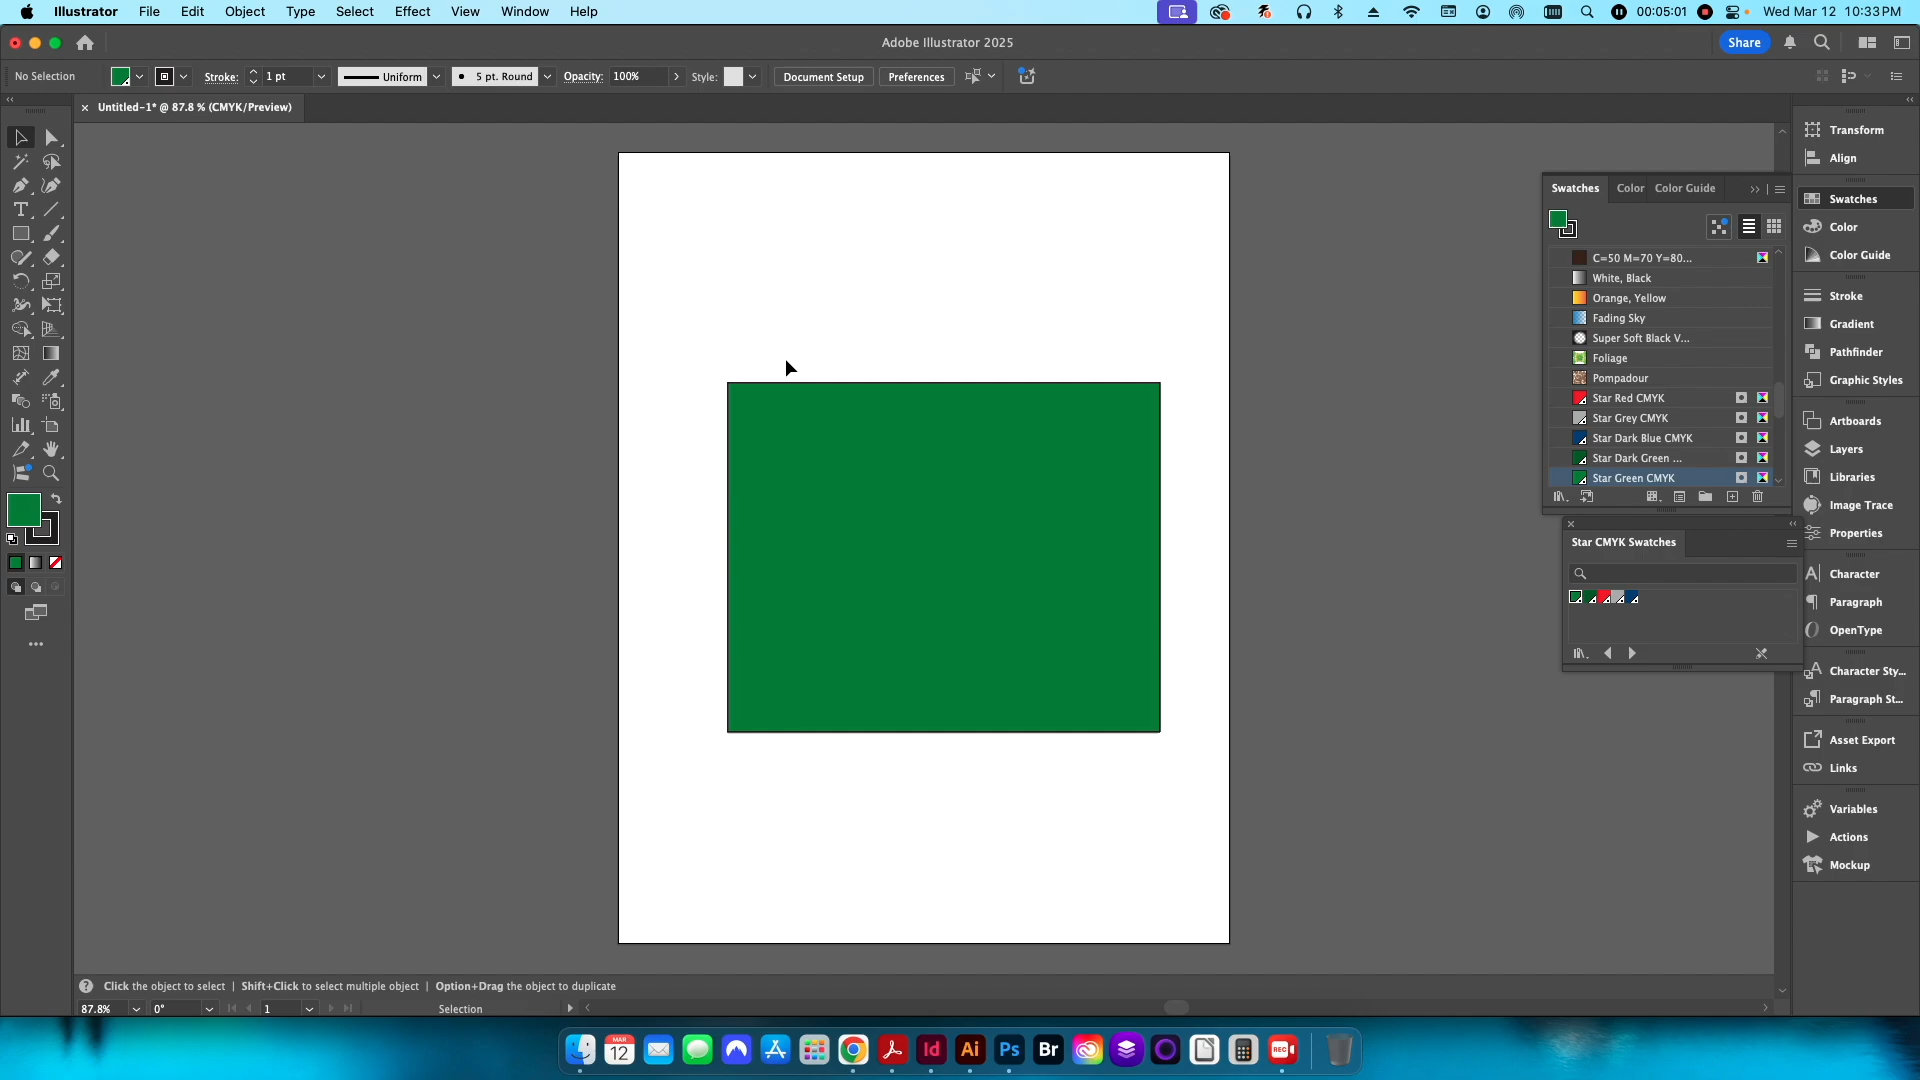 Illustrator File Edit Object Type Select Effect View Window Help
00:05:01 Wed Mar 12 10:33 PM
Adobe Illustrator 2025
Share
No Selection Stroke: 1 pt Uniform 5 pt. Round Opacity: 100% Style: Document Setup Preferences
Untitled-1* @ 87.8 % (CMYK/Preview)
Swatches Color Color Guide
C=50 M=70 Y=80...
White, Black
Orange, Yellow
Fading Sky
Super Soft Black V...
Foliage
Pompadour
Star Red CMYK
Star Grey CMYK
Star Dark Blue CMYK
Star Dark Green ...
Star Green CMYK
Star CMYK Swatches
Transform
Align
Swatches
Color
Color Guide
Stroke
Gradient
Pathfinder
Graphic Styles
Artboards
Layers
Libraries
Image Trace
Properties
Character
Paragraph
OpenType
Character Sty...
Paragraph St...
Asset Export
Links
Variables
Actions
Mockup
Click the object to select | Shift+Click to select multiple object | Option+Drag the object to duplicate
87.8% 0° 1 Selection
MAR
12
Id
Ai
Ps
Br
REC